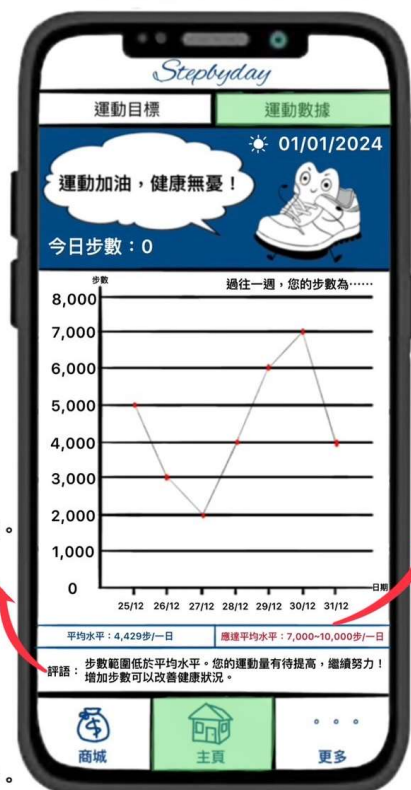 Stepbyday
運動目標
運動數據
01/01/2024
運動加油，健康無憂！
今日步數：0
步數
過往一週，您的步數為……
8,000
7,000
6,000
5,000
4,000
3,000
2,000
1,000
0
日期
25/12 26/12 27/12 28/12 29/12 30/12 31/12
平均水平：4,429步/一日
應達平均水平：7,000~10,000步/一日
評語：步數範圍低於平均水平。您的運動量有待提高，繼續努力！
增加步數可以改善健康狀況。
商城
主頁
更多
。
。